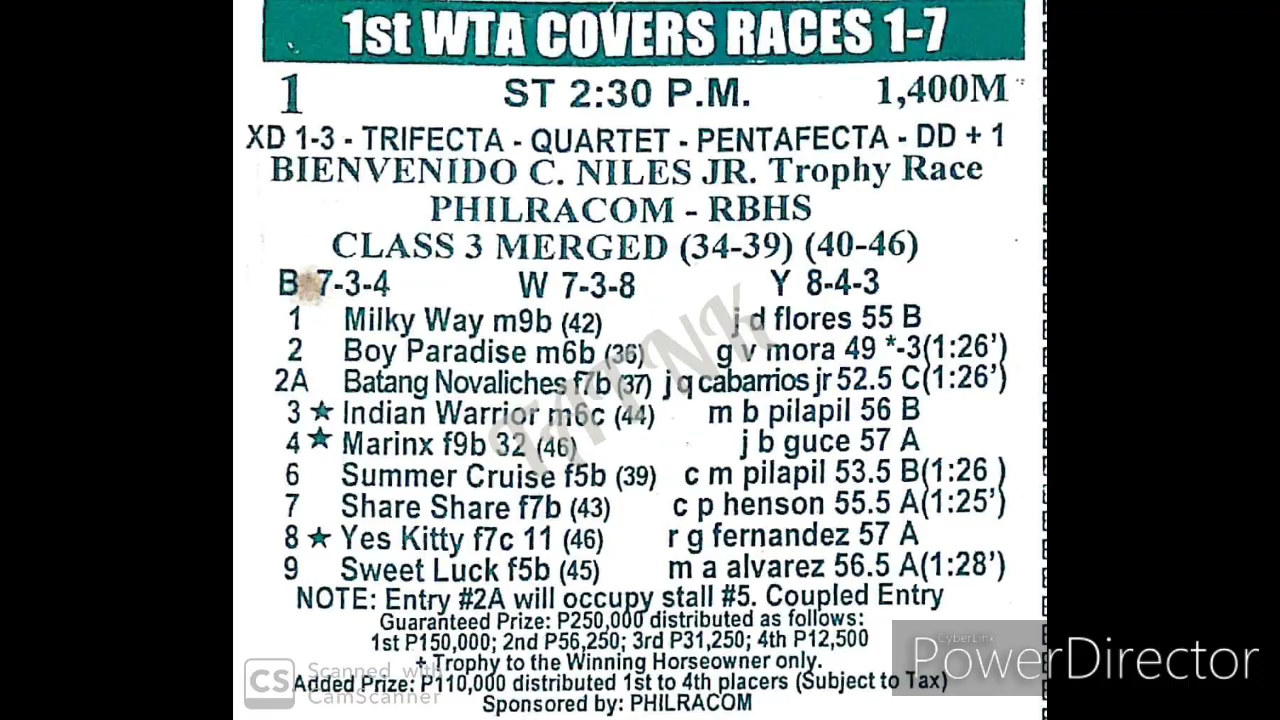 1st WTA COVERS RACES 1-7
1 ST 2:30 P.M. 1,400M
XD 1-3 - TRIFECTA - QUARTET - PENTAFECTA - DD + 1
BIENVENIDO C. NILES JR. Trophy Race
PHILRACOM - RBHS
CLASS 3 MERGED (34-39) (40-46)
B 7-3-4 W 7-3-8 Y 8-4-3
1 Milky Way m9b (42) j d flores 55 B
2 Boy Paradise m6b (36) g v mora 49 *-3(1:26')
2A Batang Novaliches f7b (37) j q cabarrios jr 52.5 C(1:26')
3 ★ Indian Warrior m6c (44) m b pilapil 56 B
4 ★ Marinx f9b 32 (46) j b guce 57 A
6 Summer Cruise f5b (39) c m pilapil 53.5 B(1:26 )
7 Share Share f7b (43) c p henson 55.5 A(1:25')
8 ★ Yes Kitty f7c 11 (46) r g fernandez 57 A
9 Sweet Luck f5b (45) m a alvarez 56.5 A(1:28')
NOTE: Entry #2A will occupy stall #5. Coupled Entry
Guaranteed Prize: P250,000 distributed as follows:
1st P150,000; 2nd P56,250; 3rd P31,250; 4th P12,500
+ Trophy to the Winning Horseowner only.
Added Prize: P110,000 distributed 1st to 4th placers (Subject to Tax)
Sponsored by: PHILRACOM
CS Scanned with
CamScanner
CyberLink
PowerDirector